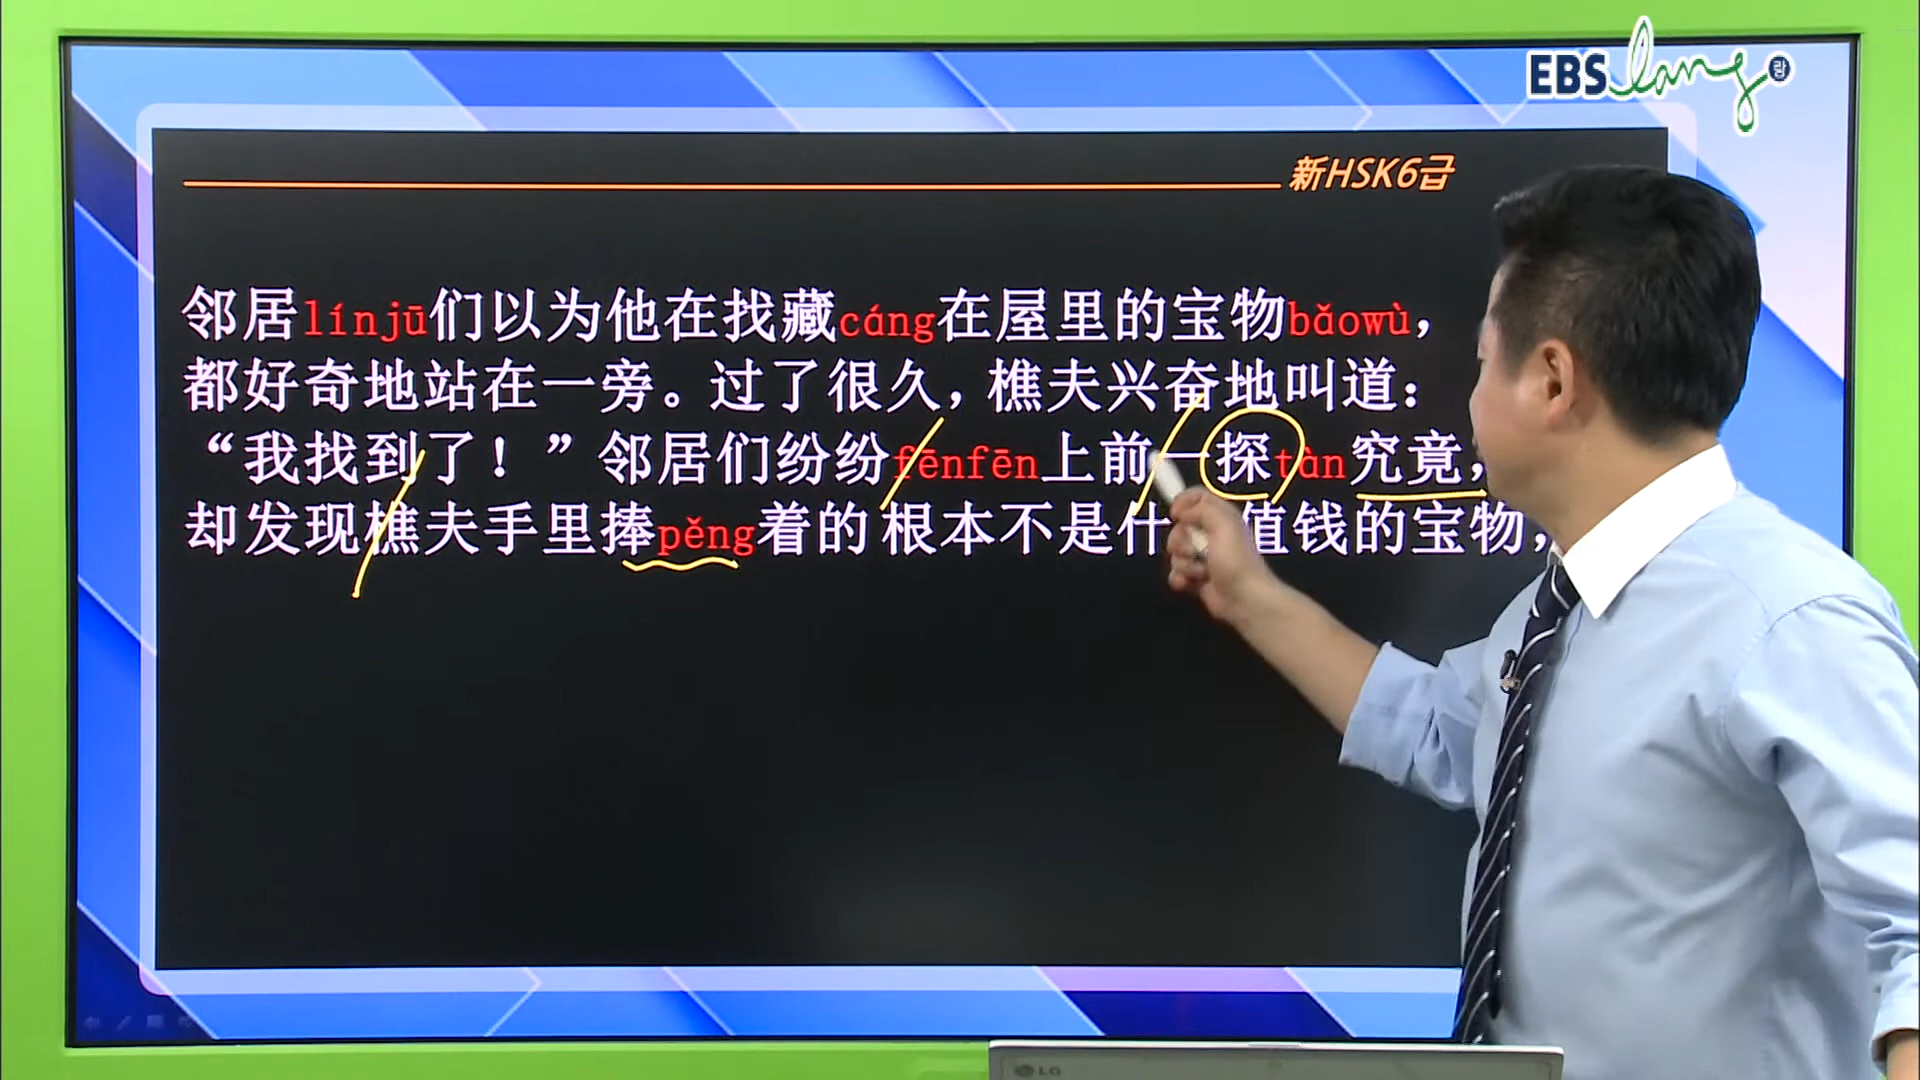 EBS lang 랑
新HSK6급
邻居línjū们以为他在找藏cáng在屋里的宝物bǎowù，
都好奇地站在一旁。过了很久，樵夫兴奋地叫道：
“我找到了！”邻居们纷纷fēnfēn上前一探tàn究竟，
却发现樵夫手里捧pěng着的根本不是什 值钱的宝物，
LG